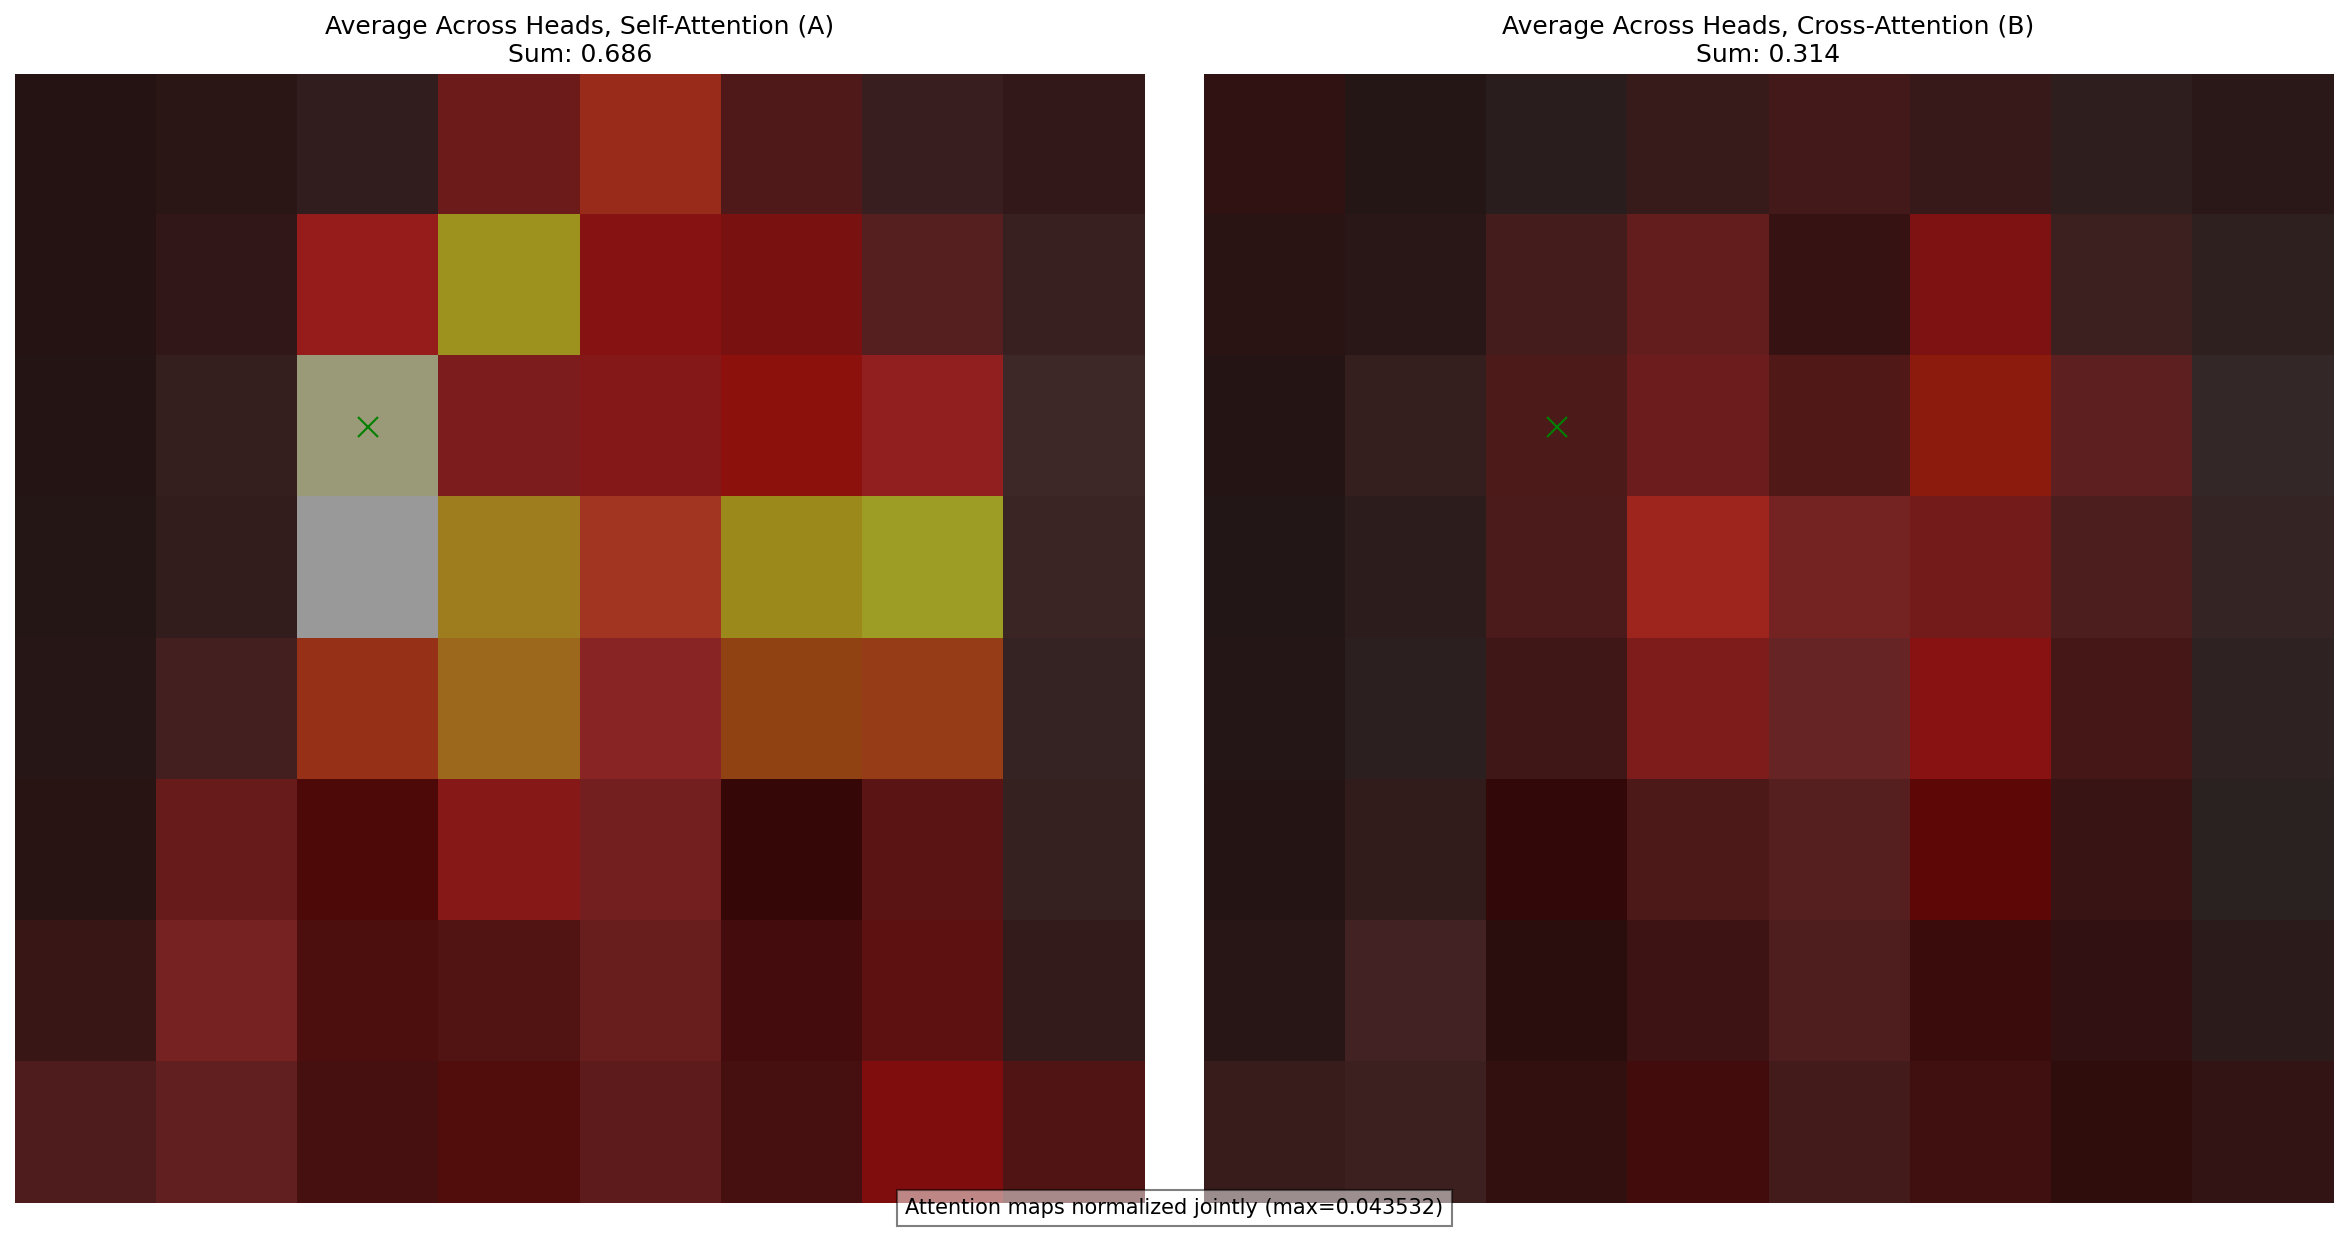 Average Across Heads, Self-Attention (A)
Sum: 0.686
Average Across Heads, Cross-Attention (B)
Sum: 0.314
Attention maps normalized jointly (max=0.043532)